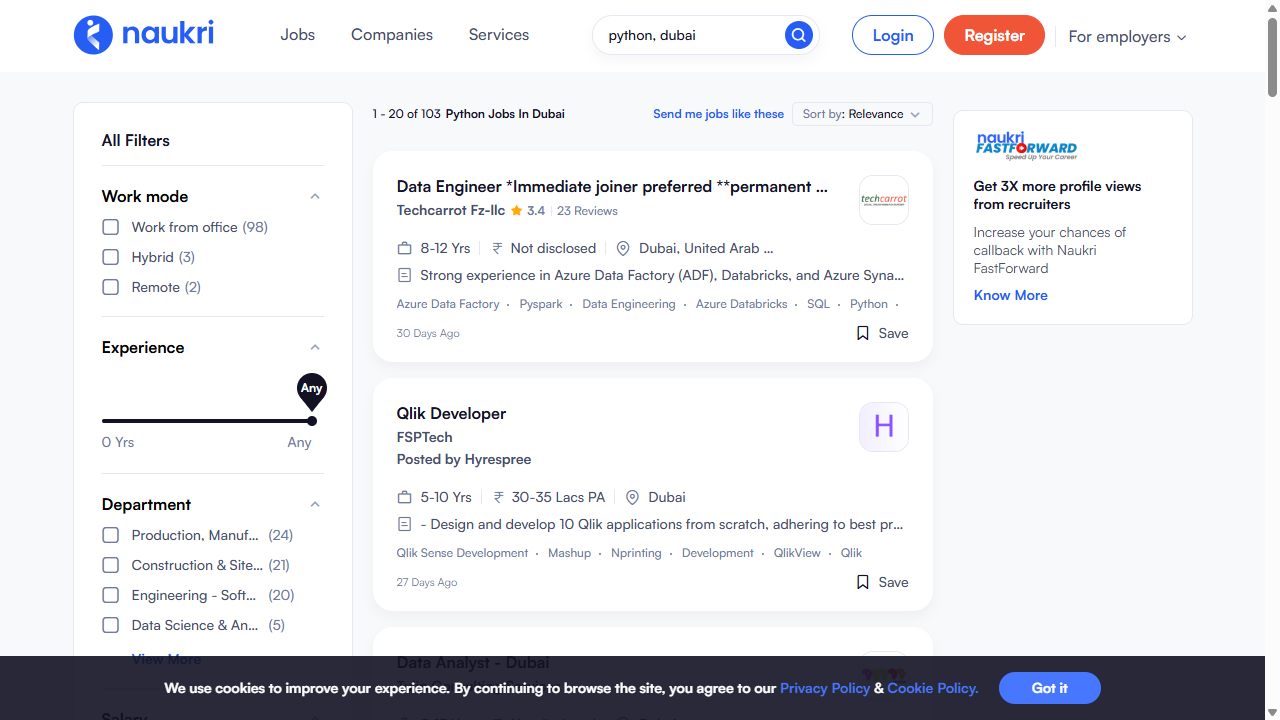 naukri
Jobs
Companies
Services
python, dubai
Login
Register
For employers
All Filters
Work mode
Work from office (98)
Hybrid (3)
Remote (2)
Experience
Any
0 Yrs
Any
Department
Production, Manuf... (24)
Construction & Site... (21)
Engineering - Soft... (20)
Data Science & An... (5)
View More
Salary
1 - 20 of 103 Python Jobs In Dubai
Send me jobs like these
Sort by: Relevance
Data Engineer *Immediate joiner preferred **permanent ...
Techcarrot Fz-llc 3.4 23 Reviews
techcarrot
8-12 Yrs ₹ Not disclosed Dubai, United Arab ...
Strong experience in Azure Data Factory (ADF), Databricks, and Azure Syna...
Azure Data Factory · Pyspark · Data Engineering · Azure Databricks · SQL · Python ·
30 Days Ago
Save
Qlik Developer
FSPTech
Posted by Hyrespree
H
5-10 Yrs ₹ 30-35 Lacs PA Dubai
- Design and develop 10 Qlik applications from scratch, adhering to best pr...
Qlik Sense Development · Mashup · Nprinting · Development · QlikView · Qlik
27 Days Ago
Save
Data Analyst - Dubai
naukri
FASTFORWARD
Speed Up Your Career
Get 3X more profile views
from recruiters
Increase your chances of
callback with Naukri
FastForward
Know More
We use cookies to improve your experience. By continuing to browse the site, you agree to our Privacy Policy & Cookie Policy.
Got it